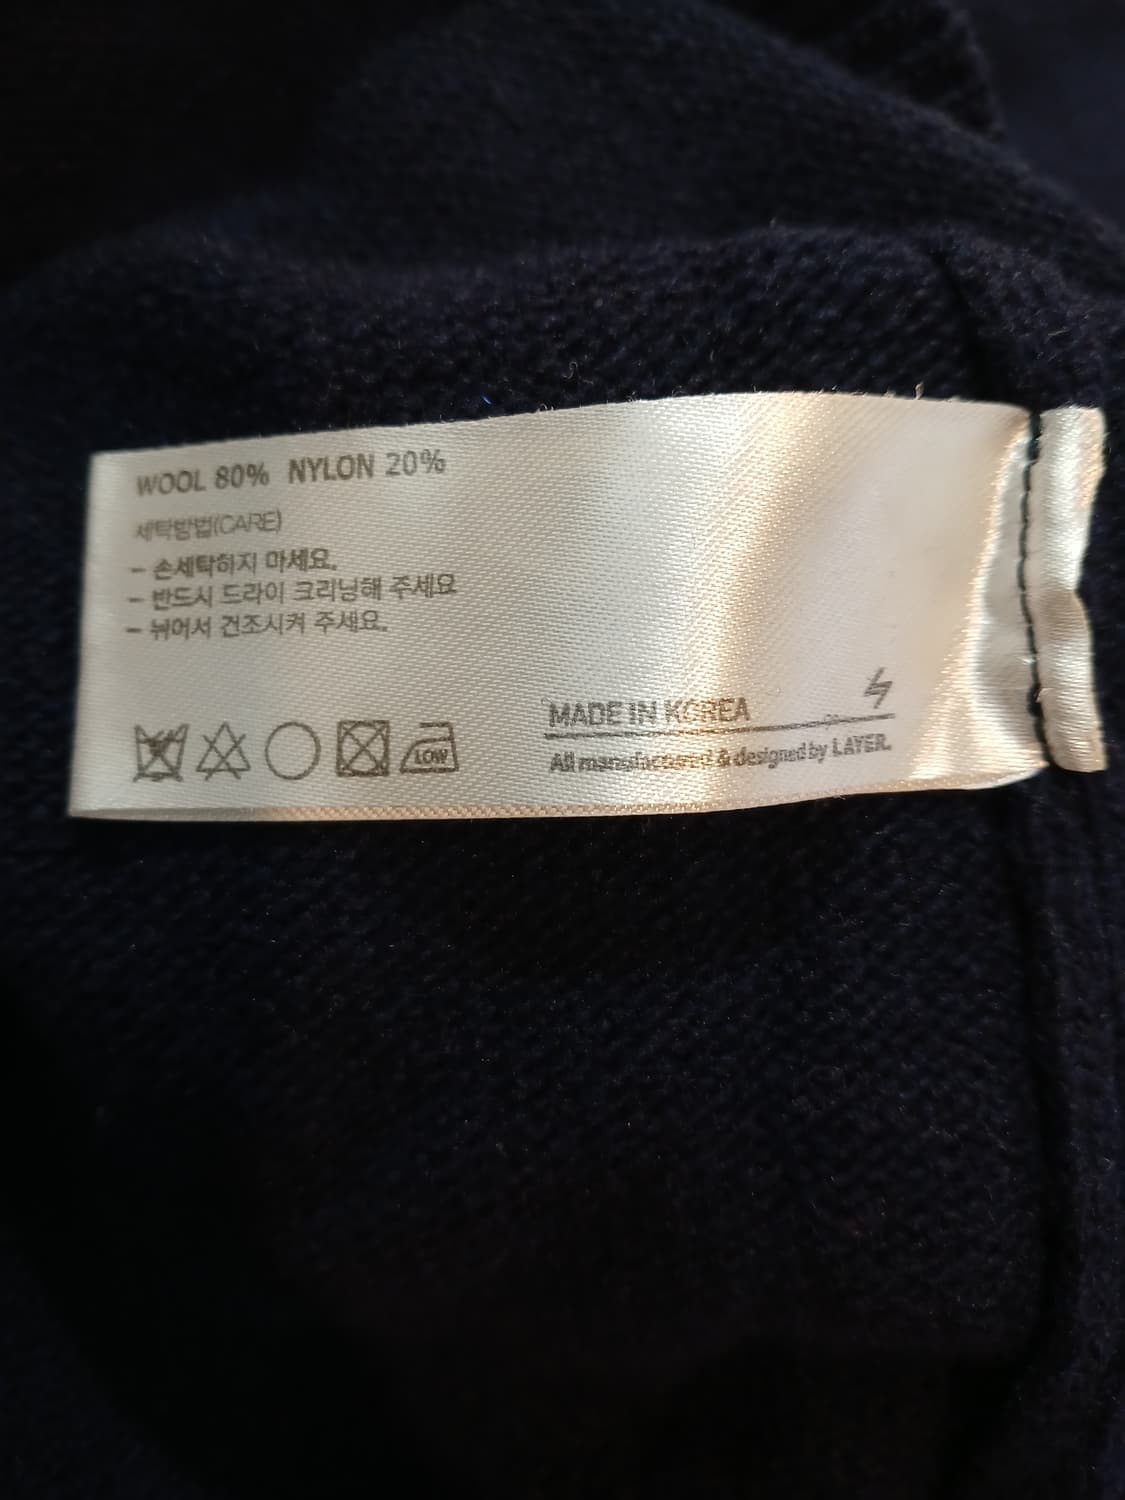 WOOL 80% NYLON 20%
세탁방법(CARE)
- 손세탁하지 마세요.
- 반드시 드라이 크리닝해 주세요
- 뉘어서 건조시켜 주세요.
LOW
MADE IN KOREA
All manufactured & designed by LAYER.